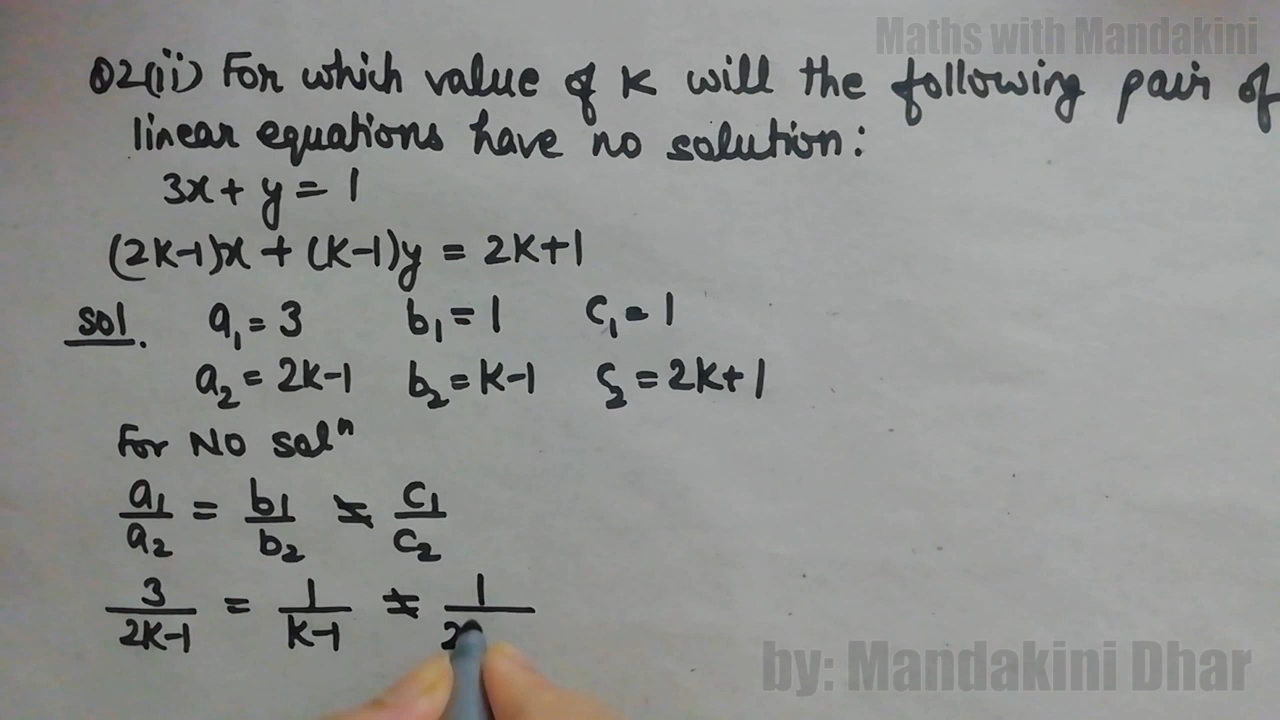 Maths with Mandakini
Q2(ii) For which value of K will the following pair of
linear equations have no solution:
3x + y = 1
(2K-1)x + (K-1)y = 2K+1
Sol. a₁ = 3 b₁ = 1 c₁ = 1
a₂ = 2K-1 b₂ = K-1 c₂ = 2K+1
For NO solⁿ
a₁/a₂ = b₁/b₂ ≠ c₁/c₂
3/(2K-1) = 1/(K-1) ≠ 1/2
by: Mandakini Dhar